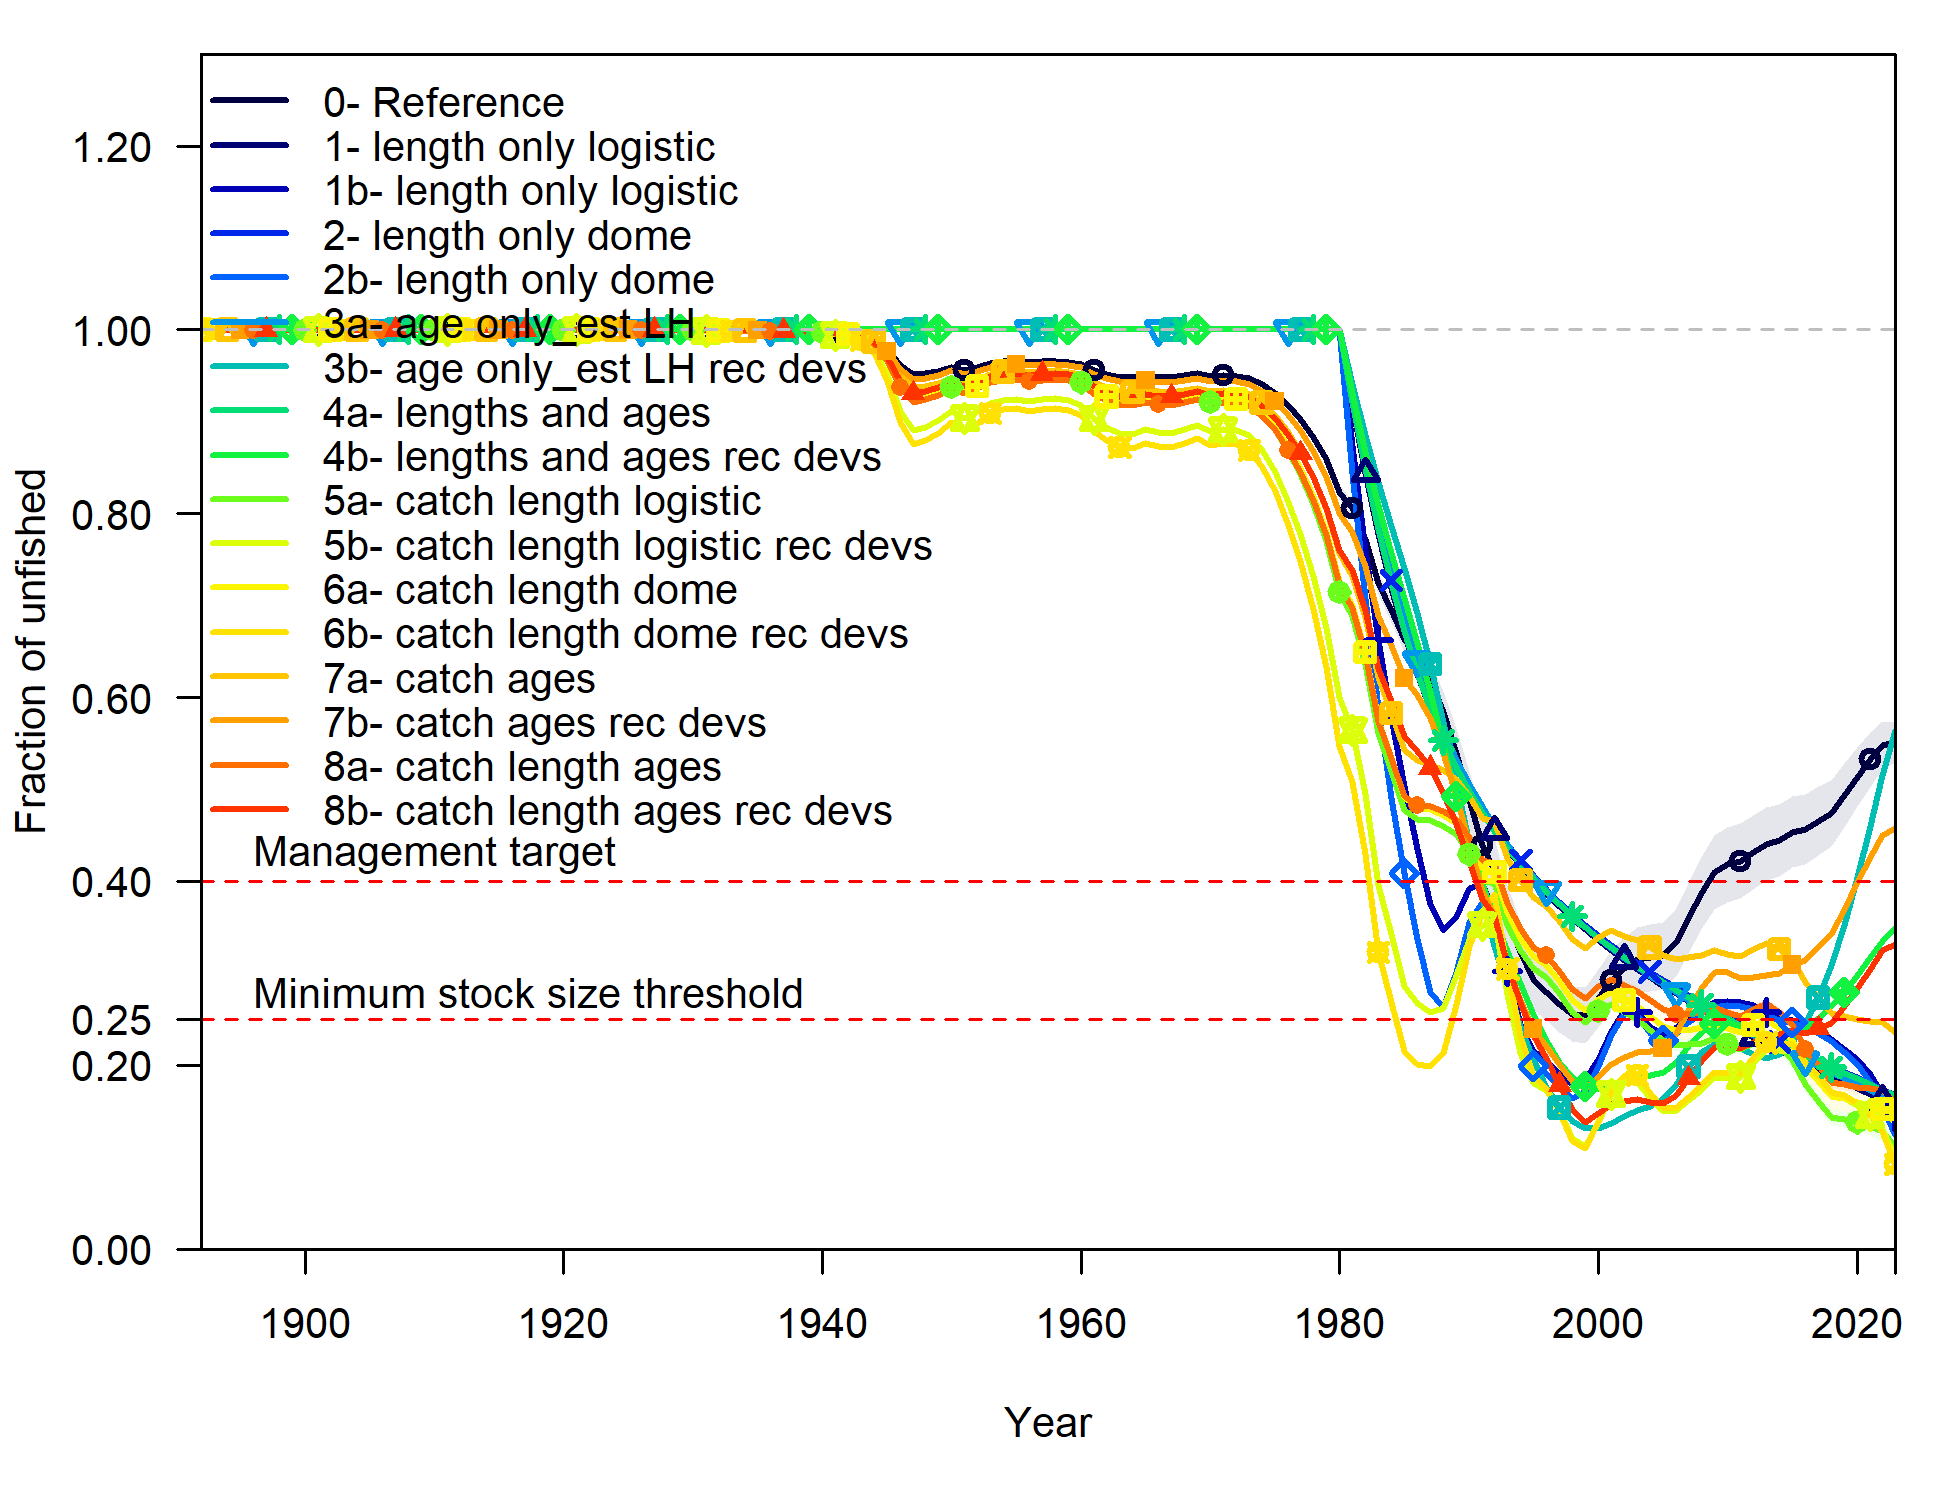 0- Reference
1- length only logistic
1b- length only logistic
2- length only dome
2b- length only dome
3a- age only_est LH
3b- age only_est LH rec devs
4a- lengths and ages
4b- lengths and ages rec devs
5a- catch length logistic
5b- catch length logistic rec devs
6a- catch length dome
6b- catch length dome rec devs
7a- catch ages
7b- catch ages rec devs
8a- catch length ages
8b- catch length ages rec devs
Management target
Minimum stock size threshold
Fraction of unfished
1.20
1.00
0.80
0.60
0.40
0.25
0.20
0.00
1900 1920 1940 1960 1980 2000 2020
Year